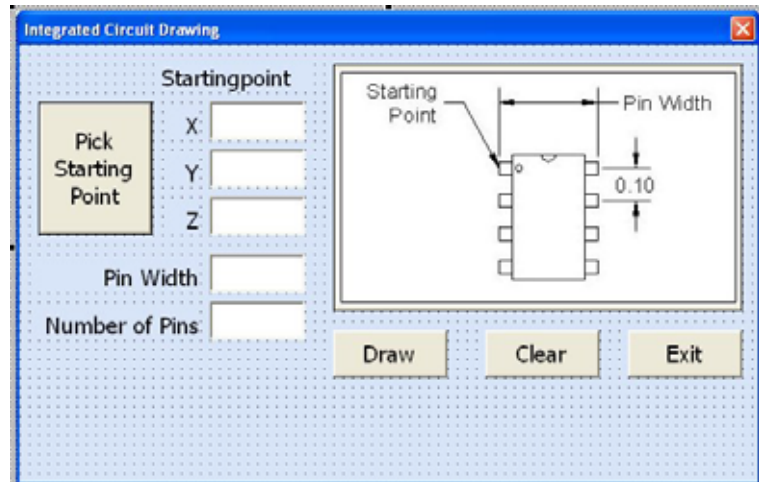 Integrated Circuit Drawing
Startingpoint
Pick
Starting
Point
X
Y
Z
Pin Width
Number of Pins
Starting
Point
Pin Width
0.10
Draw
Clear
Exit